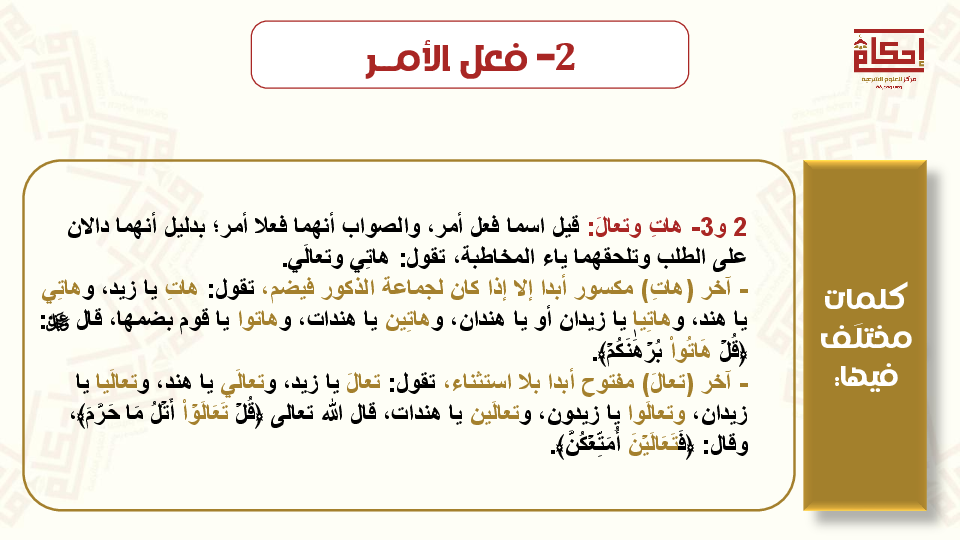 2- فعل الأمـر
إحكام
مركز للعلوم الشرعية
كلمات
مختلَف
فيها:
2 و3- هاتِ وتعالَ: قيل اسما فعل أمر، والصواب أنهما فعلا أمر؛ بدليل أنهما دالان
على الطلب وتلحقهما ياء المخاطبة، تقول: هاتِي وتعالَي.
- آخر (هاتِ) مكسور أبدا إلا إذا كان لجماعة الذكور فيضم، تقول: هاتِ يا زيد، وهاتِي
يا هند، وهاتِيا يا زيدان أو يا هندان، وهاتِين يا هندات، وهاتوا يا قوم بضمها، قال ﷻ:
﴿قُلۡ هَاتُواْ بُرۡهَٰنَكُمۡ﴾.
- آخر (تعالَ) مفتوح أبدا بلا استثناء، تقول: تعالَ يا زيد، وتعالَي يا هند، وتعالَيا يا
زيدان، وتعالَوا يا زيدون، وتعالَين يا هندات، قال الله تعالى ﴿قُلۡ تَعَالَوۡاْ أَتۡلُ مَا حَرَّمَ﴾،
وقال: ﴿فَتَعَالَيۡنَ أُمَتِّعۡكُنَّ﴾.